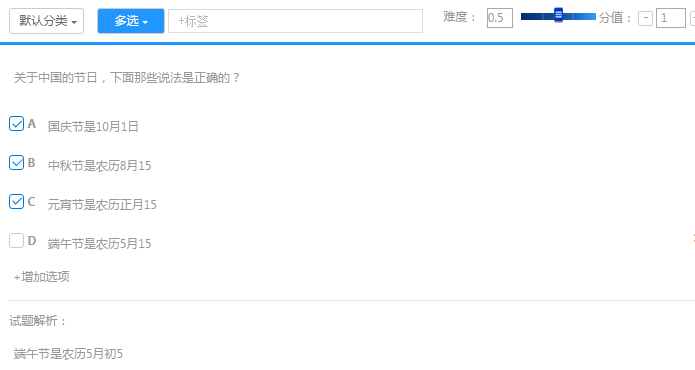 默认分类 多选 +标签 难度： 0.5 分值： - 1
关于中国的节日，下面那些说法是正确的？
A 国庆节是10月1日
B 中秋节是农历8月15
C 元宵节是农历正月15
D 端午节是农历5月15
+增加选项
试题解析：
端午节是农历5月初5